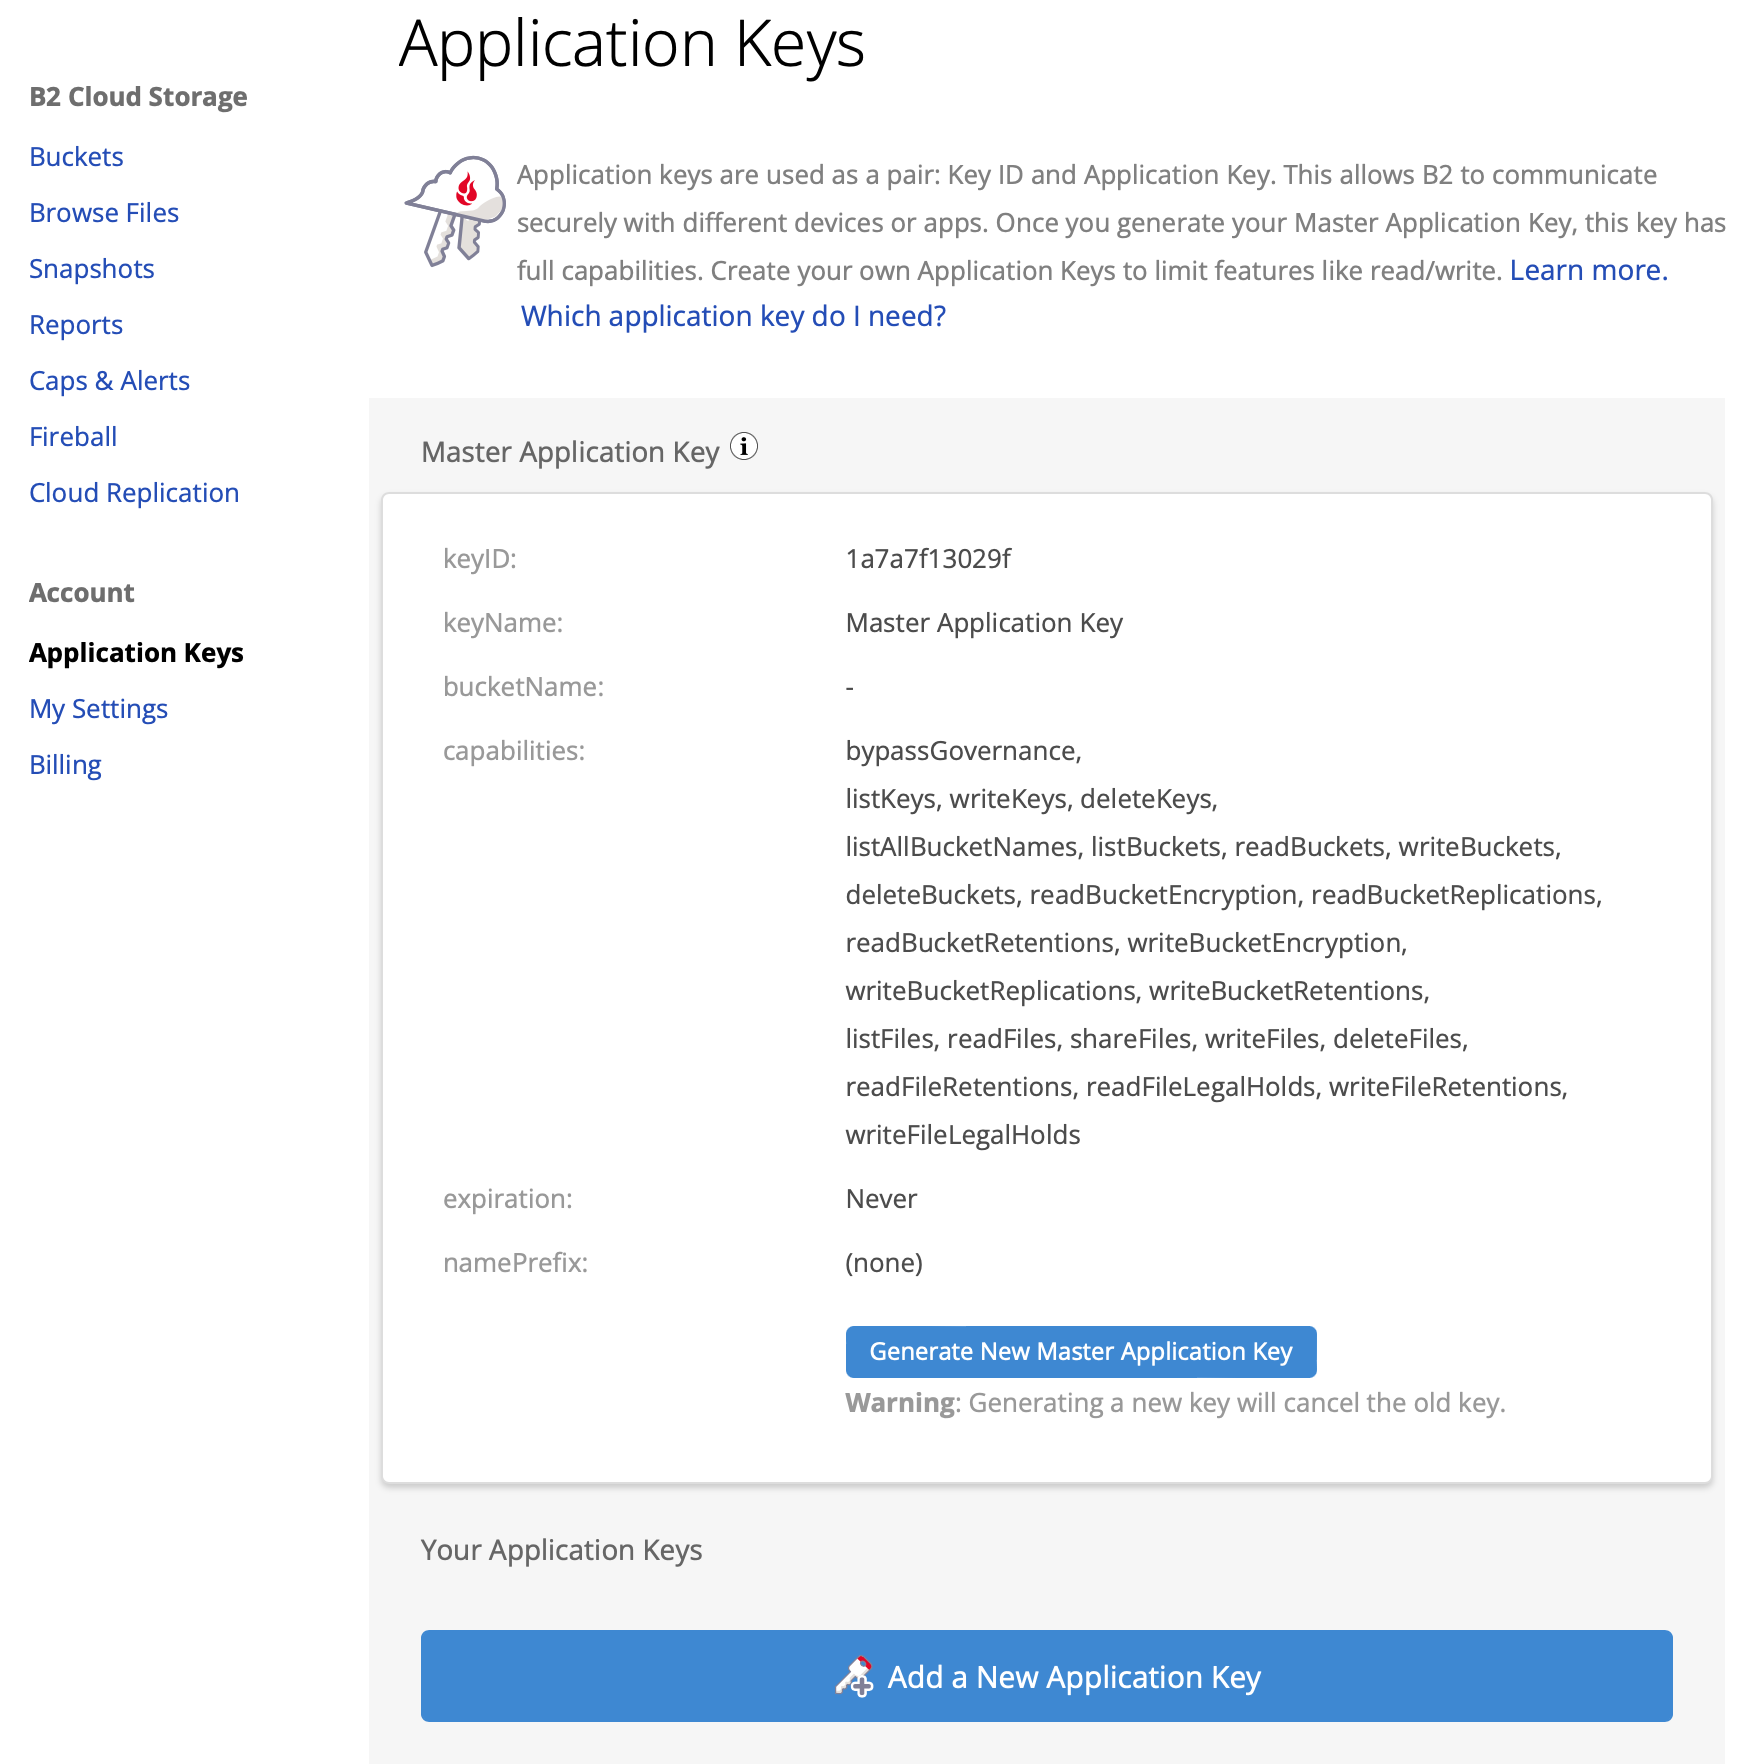 Application Keys
B2 Cloud Storage
Buckets
Browse Files
Snapshots
Reports
Caps & Alerts
Fireball
Cloud Replication
Account
Application Keys
My Settings
Billing
Application keys are used as a pair: Key ID and Application Key. This allows B2 to communicate
securely with different devices or apps. Once you generate your Master Application Key, this key has
full capabilities. Create your own Application Keys to limit features like read/write. Learn more.
Which application key do I need?
Master Application Key i
keyID: 1a7a7f13029f
keyName: Master Application Key
bucketName: -
capabilities: bypassGovernance,
listKeys, writeKeys, deleteKeys,
listAllBucketNames, listBuckets, readBuckets, writeBuckets,
deleteBuckets, readBucketEncryption, readBucketReplications,
readBucketRetentions, writeBucketEncryption,
writeBucketReplications, writeBucketRetentions,
listFiles, readFiles, shareFiles, writeFiles, deleteFiles,
readFileRetentions, readFileLegalHolds, writeFileRetentions,
writeFileLegalHolds
expiration: Never
namePrefix: (none)
Generate New Master Application Key
Warning: Generating a new key will cancel the old key.
Your Application Keys
Add a New Application Key